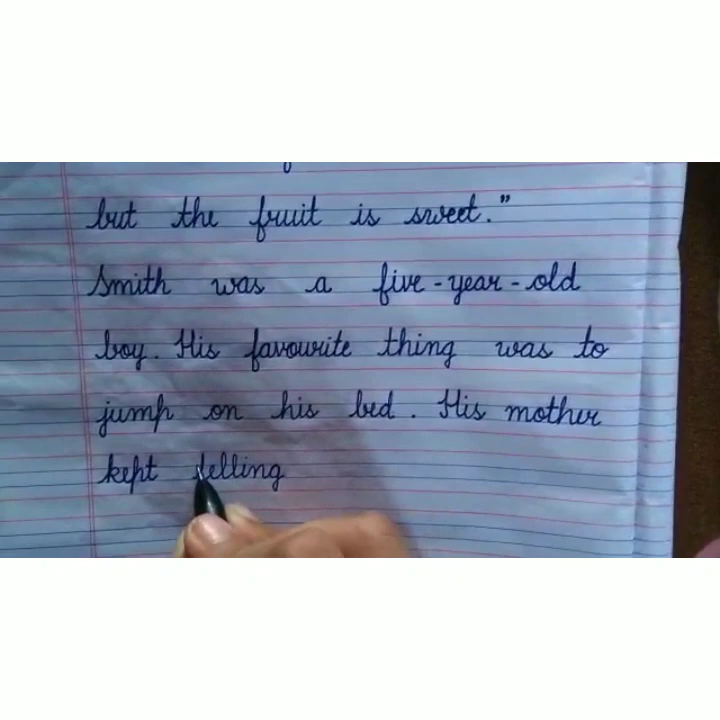 but the fruit is sweet."
Smith was a five-year-old
boy. His favourite thing was to
jump on his bed. His mother
kept telling